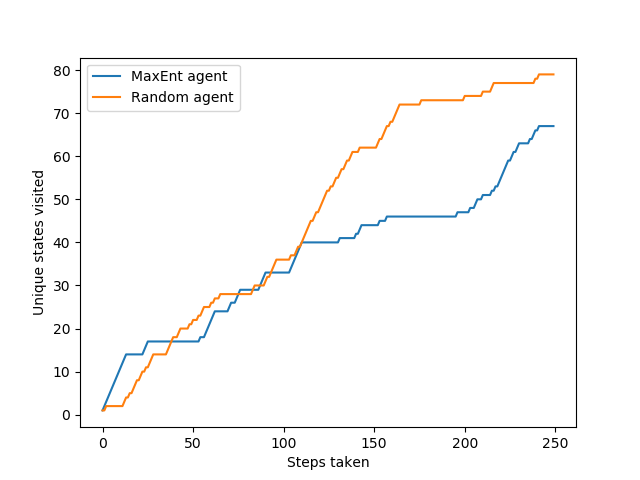 MaxEnt agent
Random agent
Unique states visited
80
70
60
50
40
30
20
10
0
0 50 100 150 200 250
Steps taken